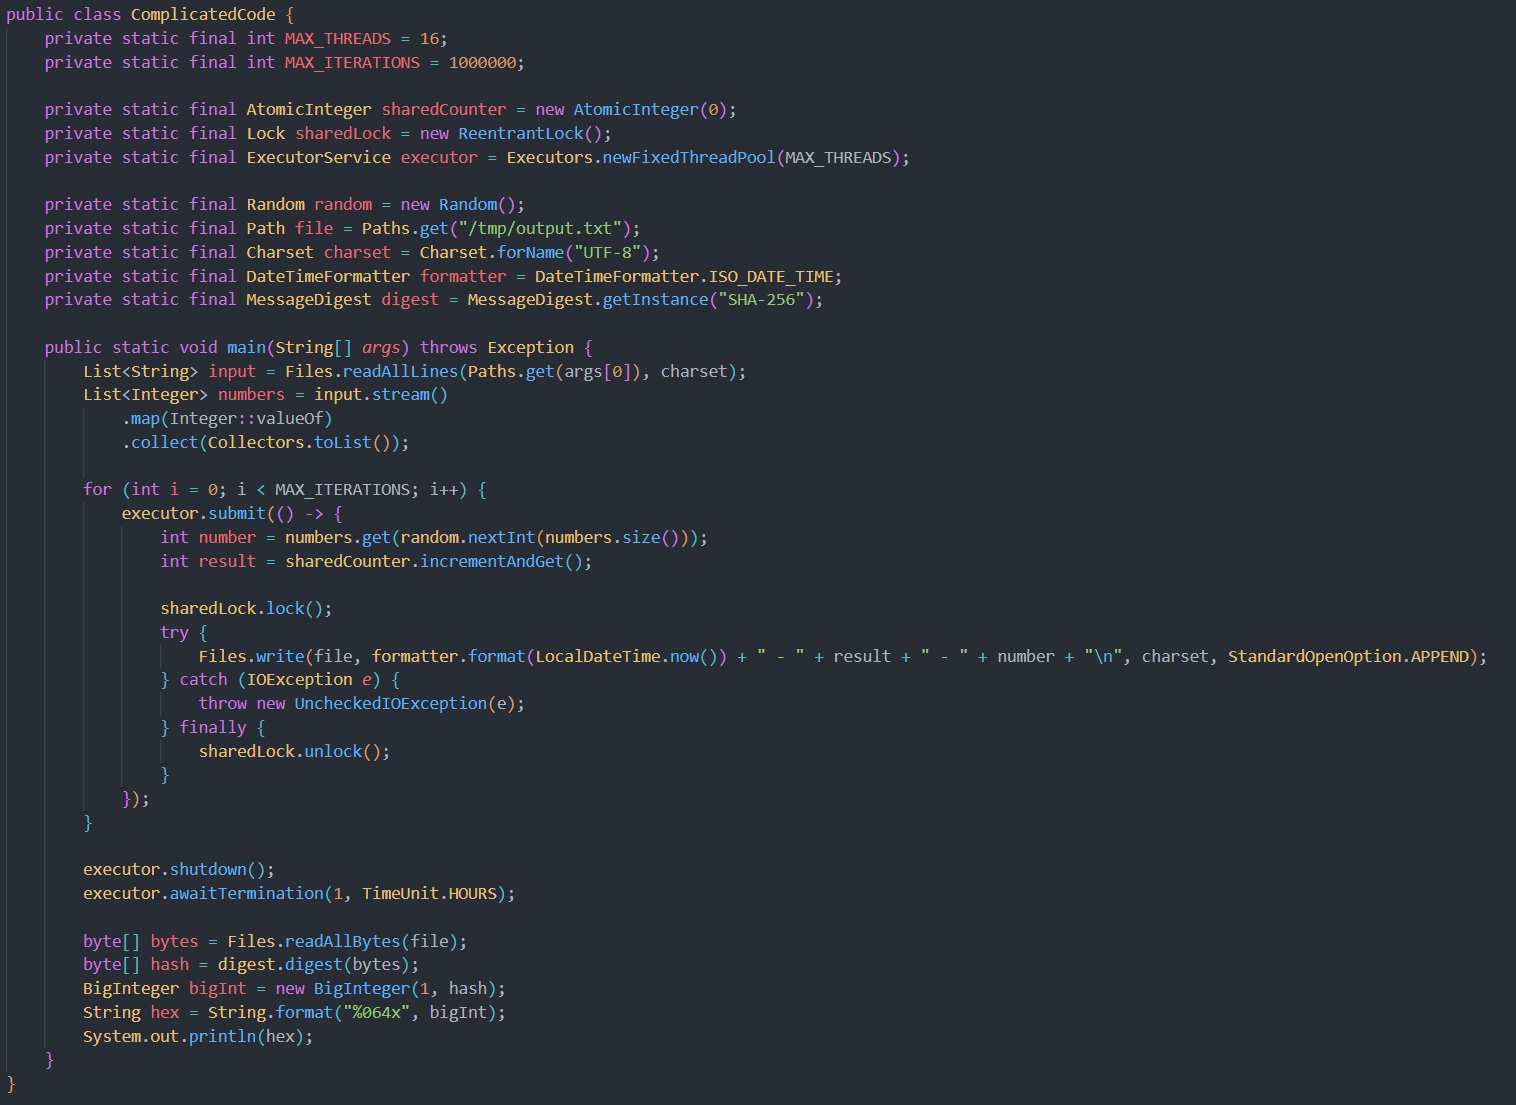 public class ComplicatedCode {
    private static final int MAX_THREADS = 16;
    private static final int MAX_ITERATIONS = 1000000;

    private static final AtomicInteger sharedCounter = new AtomicInteger(0);
    private static final Lock sharedLock = new ReentrantLock();
    private static final ExecutorService executor = Executors.newFixedThreadPool(MAX_THREADS);

    private static final Random random = new Random();
    private static final Path file = Paths.get("/tmp/output.txt");
    private static final Charset charset = Charset.forName("UTF-8");
    private static final DateTimeFormatter formatter = DateTimeFormatter.ISO_DATE_TIME;
    private static final MessageDigest digest = MessageDigest.getInstance("SHA-256");

    public static void main(String[] args) throws Exception {
        List<String> input = Files.readAllLines(Paths.get(args[0]), charset);
        List<Integer> numbers = input.stream()
            .map(Integer::valueOf)
            .collect(Collectors.toList());

        for (int i = 0; i < MAX_ITERATIONS; i++) {
            executor.submit(() -> {
                int number = numbers.get(random.nextInt(numbers.size()));
                int result = sharedCounter.incrementAndGet();

                sharedLock.lock();
                try {
                    Files.write(file, formatter.format(LocalDateTime.now()) + " - " + result + " - " + number + "\n", charset, StandardOpenOption.APPEND);
                } catch (IOException e) {
                    throw new UncheckedIOException(e);
                } finally {
                    sharedLock.unlock();
                }
            });
        }

        executor.shutdown();
        executor.awaitTermination(1, TimeUnit.HOURS);

        byte[] bytes = Files.readAllBytes(file);
        byte[] hash = digest.digest(bytes);
        BigInteger bigInt = new BigInteger(1, hash);
        String hex = String.format("%064x", bigInt);
        System.out.println(hex);
    }
}